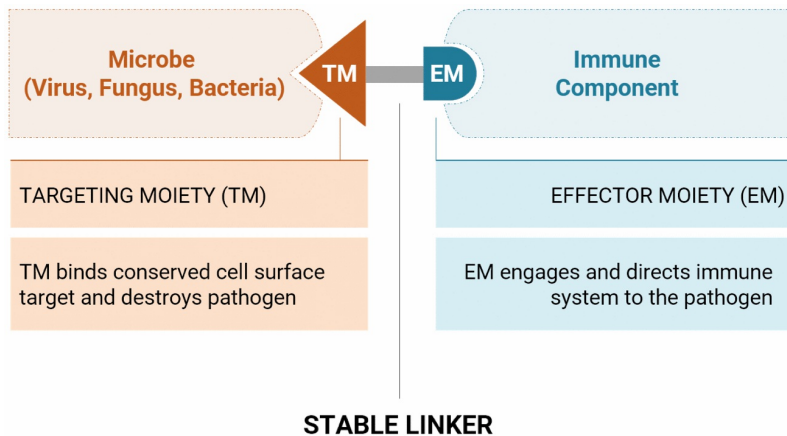 Microbe
(Virus, Fungus, Bacteria)
TM
EM
Immune
Component
TARGETING MOIETY (TM)
TM binds conserved cell surface
target and destroys pathogen
EFFECTOR MOIETY (EM)
EM engages and directs immune
system to the pathogen
STABLE LINKER